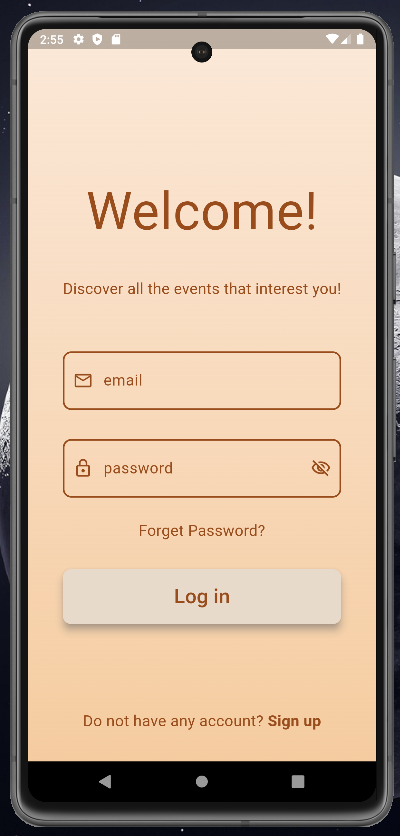 2:55
Welcome!
Discover all the events that interest you!
email
password
Forget Password?
Log in
Do not have any account? Sign up